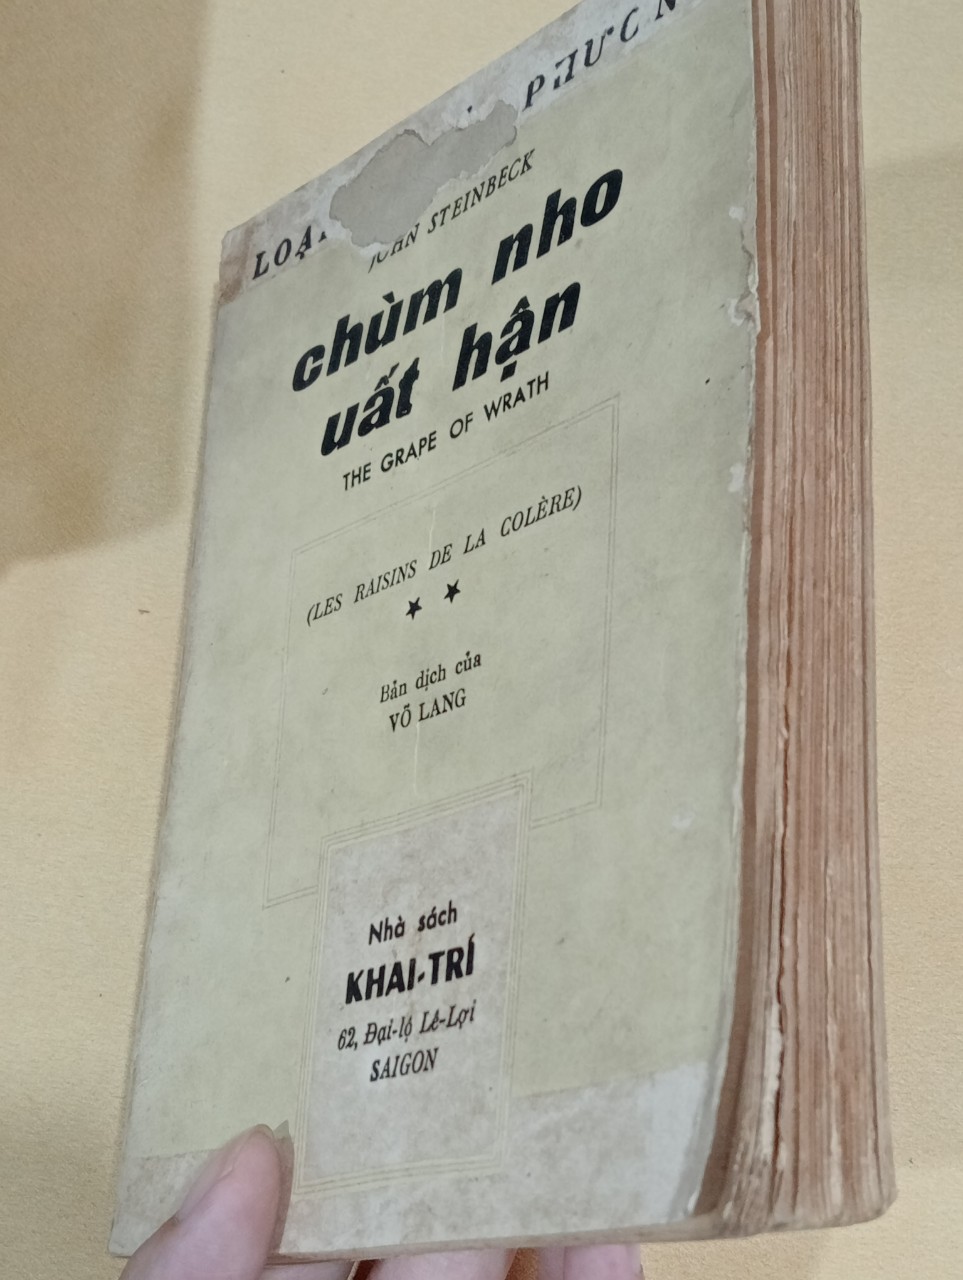 PHƯƠC
JOHN STEINBECK
chùm nho
uất hận
THE GRAPE OF WRATH
(LES RAISINS DE LA COLÈRE)
★ ★
Bản dịch của
VÕ LANG
Nhà sách
KHAI-TRÍ
62, Đại-lộ Lê-Lợi
SAIGON